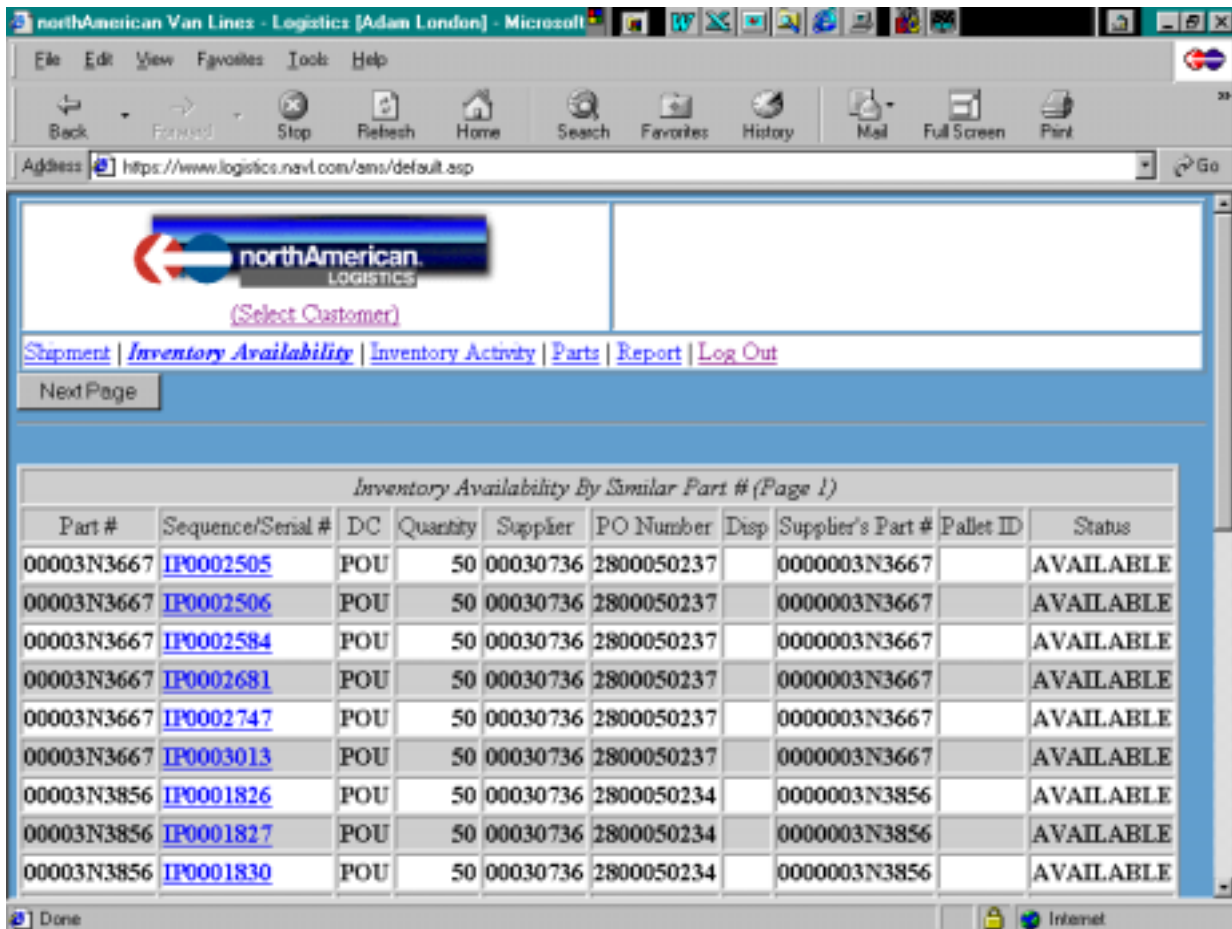 northAmerican Van Lines - Logistics [Adam London] - Microsoft
File Edit View Favorites Tools Help
Back Forward Stop Refresh Home Search Favorites History Mail Full Screen Print
Address https://www.logistics.navl.com/ams/default.asp Go
northAmerican.
LOGISTICS
(Select Customer)
Shipment | Inventory Availability | Inventory Activity | Parts | Report | Log Out
Next Page
Inventory Availability By Similar Part # (Page 1)
Part # Sequence/Serial # DC Quantity Supplier PO Number Disp Supplier's Part # Pallet ID Status
00003N3667 IP0002505 POU 50 00030736 2800050237 0000003N3667 AVAILABLE
00003N3667 IP0002506 POU 50 00030736 2800050237 0000003N3667 AVAILABLE
00003N3667 IP0002584 POU 50 00030736 2800050237 0000003N3667 AVAILABLE
00003N3667 IP0002681 POU 50 00030736 2800050237 0000003N3667 AVAILABLE
00003N3667 IP0002747 POU 50 00030736 2800050237 0000003N3667 AVAILABLE
00003N3667 IP0003013 POU 50 00030736 2800050237 0000003N3667 AVAILABLE
00003N3856 IP0001826 POU 50 00030736 2800050234 0000003N3856 AVAILABLE
00003N3856 IP0001827 POU 50 00030736 2800050234 0000003N3856 AVAILABLE
00003N3856 IP0001830 POU 50 00030736 2800050234 0000003N3856 AVAILABLE
Done Internet